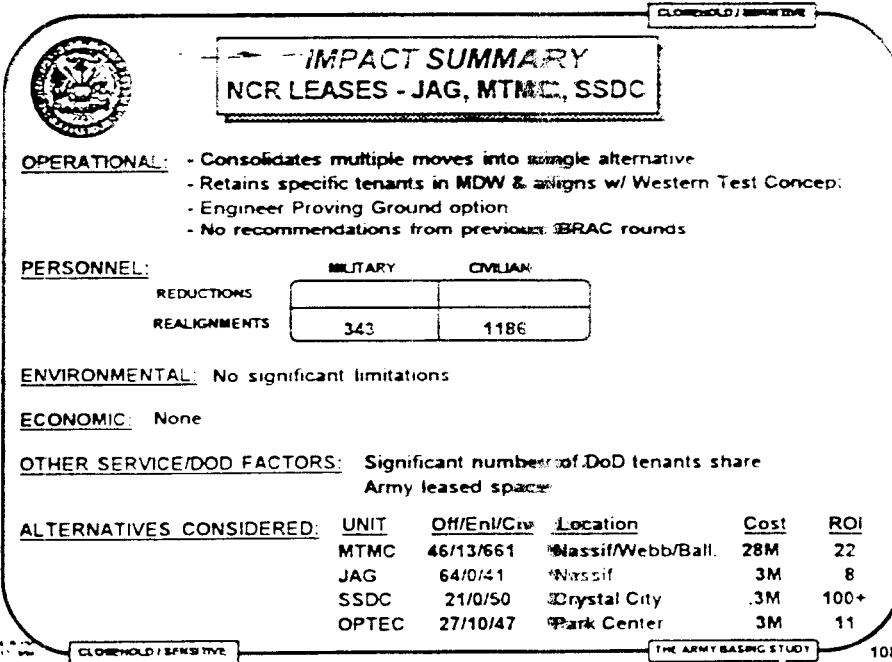 CLOSEHOLD / SENSITIVE
IMPACT SUMMARY
NCR LEASES - JAG, MTMC, SSDC
OPERATIONAL: - Consolidates multiple moves into single alternative
- Retains specific tenants in MDW & aligns w/ Western Test Concept
- Engineer Proving Ground option
- No recommendations from previous BRAC rounds
PERSONNEL: MILITARY CIVILIAN
REDUCTIONS
REALIGNMENTS 343 1186
ENVIRONMENTAL: No significant limitations
ECONOMIC: None
OTHER SERVICE/DOD FACTORS: Significant number of DoD tenants share
Army leased space
ALTERNATIVES CONSIDERED: UNIT Off/Enl/Civ Location Cost ROI
MTMC 46/13/661 Nassif/Webb/Ball. 28M 22
JAG 64/0/41 Nassif 3M 8
SSDC 21/0/50 Crystal City .3M 100+
OPTEC 27/10/47 Park Center 3M 11
CLOSEHOLD / SENSITIVE THE ARMY BASING STUDY